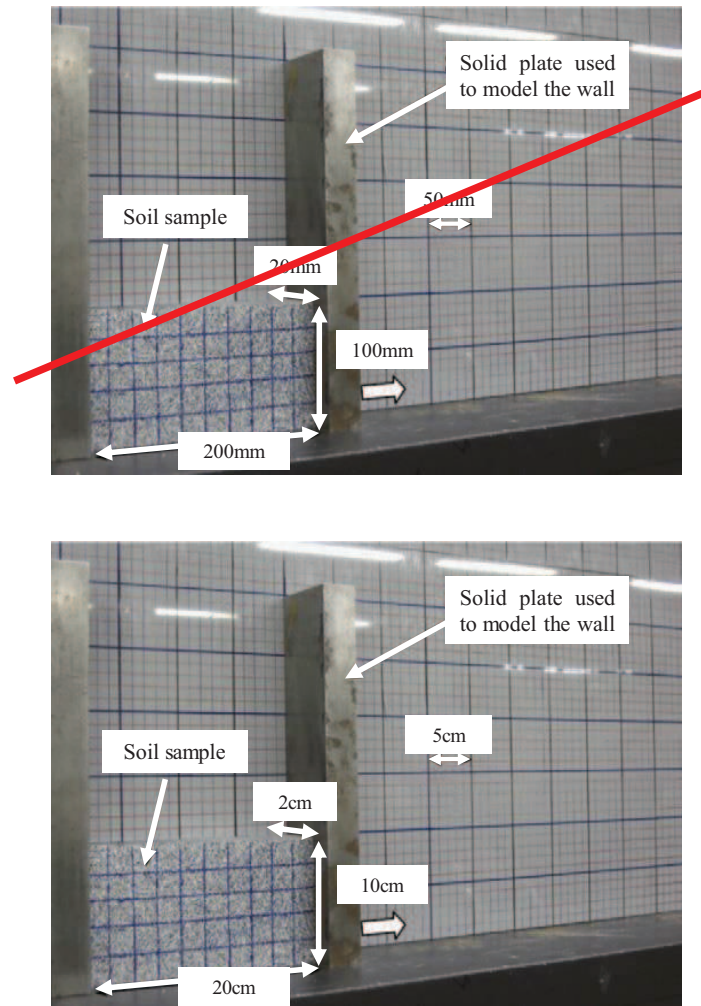 Solid plate used
to model the wall
50mm
Soil sample
20mm
100mm
200mm
Solid plate used
to model the wall
5cm
Soil sample
2cm
10cm
20cm